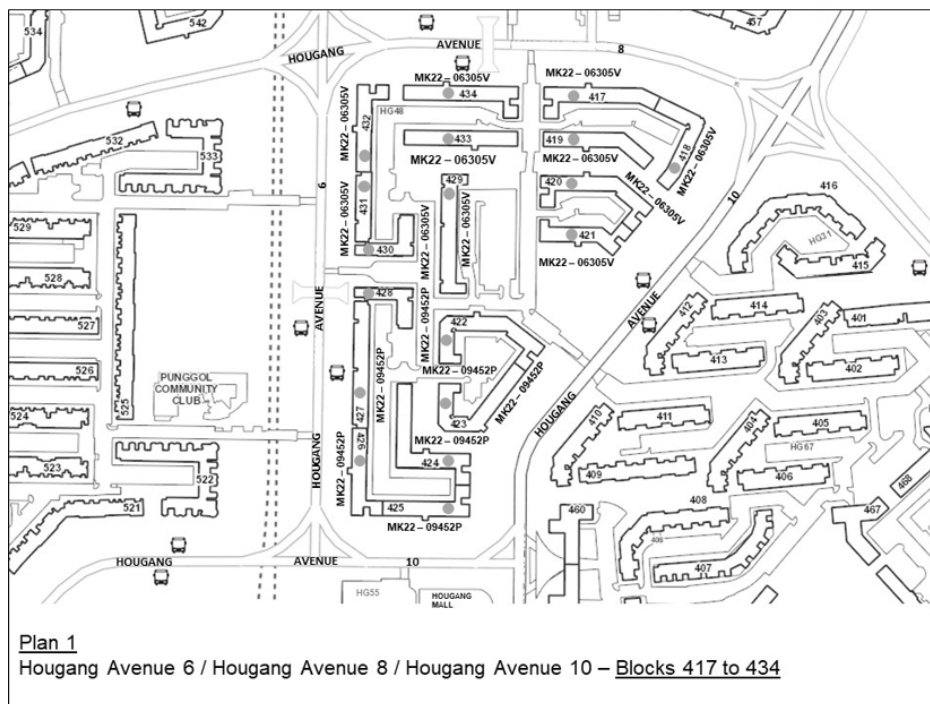 534
542
457
HOUGANG
AVENUE
8
MK22 – 06305V
MK22 – 06305V
434
417
HG48
432
MK22 – 06305V
532
533
433
419
418
MK22 – 06305V
MK22 – 06305V
MK22 – 06305V
MK22 – 06305V
429
420
6
431
MK22 – 06305V
MK22 – 06305V
MK22 – 06305V
MK22 – 06305V
10
416
HG31
415
529
430
421
MK22 – 06305V
528
428
AVENUE
MK22 – 09452P
AVENUE
412
414
403
401
527
422
413
402
526
PUNGGOL
COMMUNITY
CLUB
525
427
MK22 – 09452P
MK22 – 09452P
MK22 – 09452P
423
MK22 – 09452P
HOUGANG
410
411
404
405
524
426
MK22 – 09452P
HOUGANG
523
522
424
409
HG67
406
468
521
425
MK22 – 09452P
460
408
467
408
407
HOUGANG
AVENUE
10
HG55
HOUGANG
MALL
Plan 1
Hougang Avenue 6 / Hougang Avenue 8 / Hougang Avenue 10 – Blocks 417 to 434